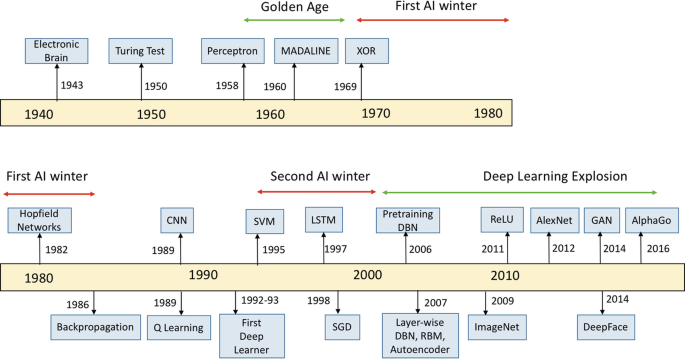 Golden Age
First AI winter
Electronic
Brain
Turing Test
Perceptron
MADALINE
XOR
1943
1950
1958
1960
1969
1940
1950
1960
1970
1980
First AI winter
Second AI winter
Deep Learning Explosion
Hopfield
Networks
CNN
SVM
LSTM
Pretraining
DBN
ReLU
AlexNet
GAN
AlphaGo
1982
1989
1995
1997
2006
2011
2012
2014
2016
1980
1990
2000
2010
1986
1989
1992-93
1998
2007
2009
2014
Backpropagation
Q Learning
First
Deep
Learner
SGD
Layer-wise
DBN, RBM,
Autoencoder
ImageNet
DeepFace